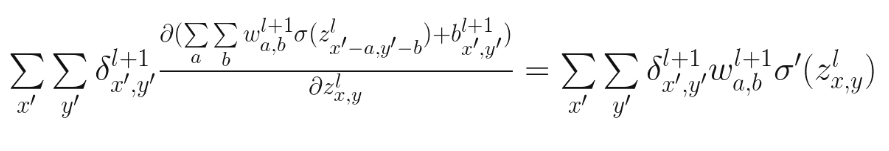 \sum_{x'} \sum_{y'} \delta^{l+1}_{x',y'} \frac{\partial(\sum_{a} \sum_{b} w^{l+1}_{a,b} \sigma(z^{l}_{x'-a,y'-b}) + b^{l+1}_{x',y'})}{\partial z^{l}_{x,y}} = \sum_{x'} \sum_{y'} \delta^{l+1}_{x',y'} w^{l+1}_{a,b} \sigma'(z^{l}_{x,y})